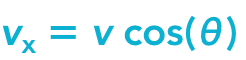 vₓ = v cos(θ)